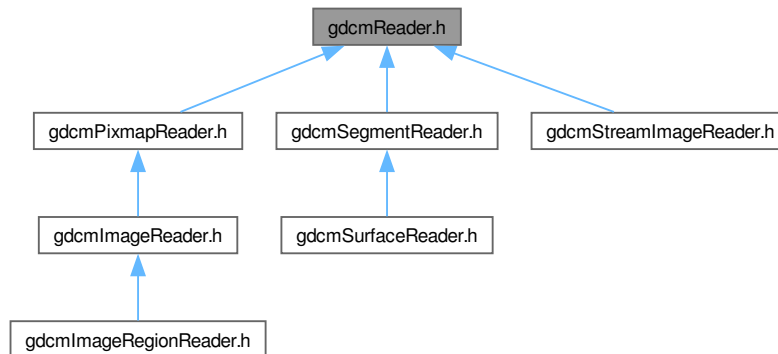 gdcmReader.h
gdcmPixmapReader.h
gdcmSegmentReader.h
gdcmStreamImageReader.h
gdcmImageReader.h
gdcmSurfaceReader.h
gdcmImageRegionReader.h